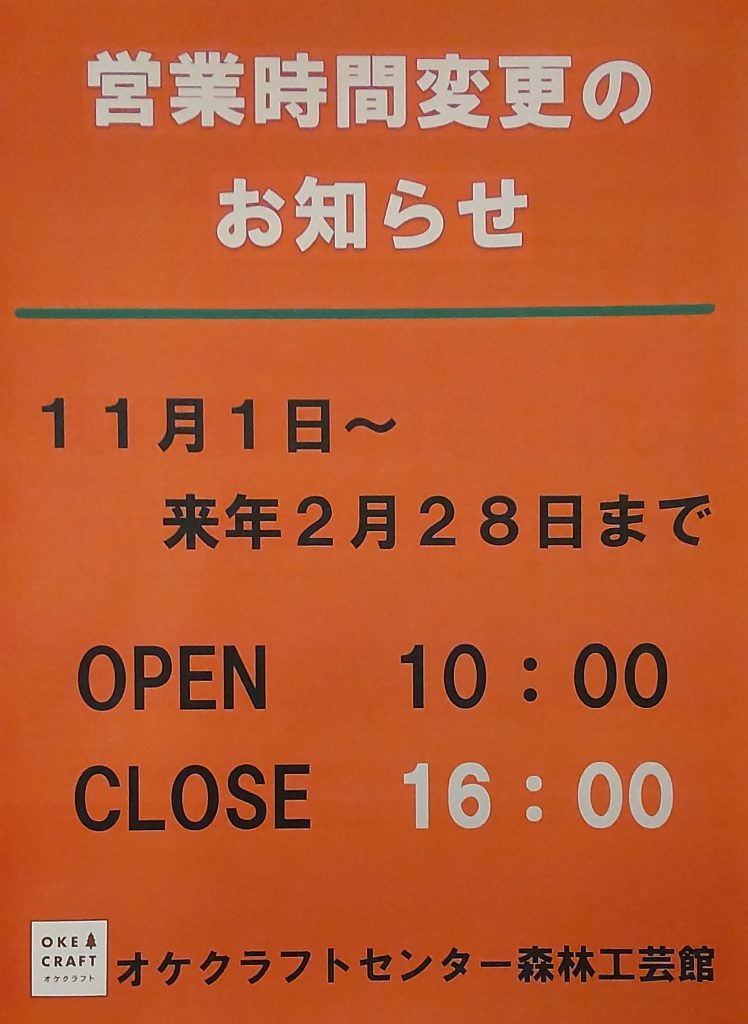 営業時間変更の
お知らせ
１１月１日～
来年２月２８日まで
OPEN 10：00
CLOSE 16：00
OKE
CRAFT
オケクラフト
オケクラフトセンター森林工芸館